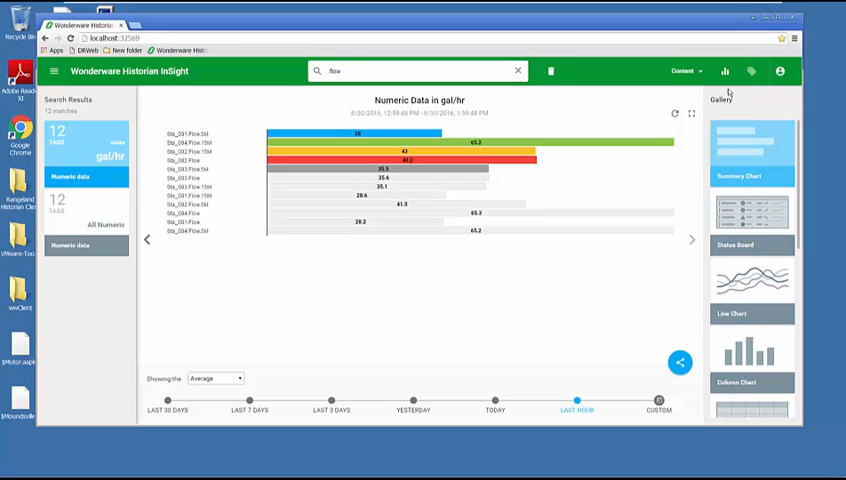 Recycle Bin
Adobe Reader
XI
Google
Chrome
Rangeland
Historian Clie
VMware-Too
wwClient
$Motor.aapk
$Moundsville
Wonderware Historian
localhost:32569
Apps
DRWeb
New folder
Wonderware Hist
Wonderware Historian InSight
flow
Content
Search Results
12 matches
12
TAGS
units
gal/hr
Numeric data
12
TAGS
All Numeric
Numeric data
Numeric Data in gal/hr
8/30/2016, 12:59:48 PM - 8/30/2016, 1:59:48 PM
Sta_001.Flow.5M 28
Sta_004.Flow.15M 65.2
Sta_002.Flow.15M 43
Sta_002.Flow 43.2
Sta_003.Flow.5M 35.5
Sta_003.Flow 35.6
Sta_003.Flow.15M 35.1
Sta_001.Flow.15M 28.6
Sta_002.Flow.5M 41.5
Sta_004.Flow 65.3
Sta_001.Flow 28.2
Sta_004.Flow.5M 65.2
Showing the
Average
LAST 30 DAYS
LAST 7 DAYS
LAST 3 DAYS
YESTERDAY
TODAY
LAST HOUR
CUSTOM
Gallery
Summary Chart
Status Board
Line Chart
Column Chart